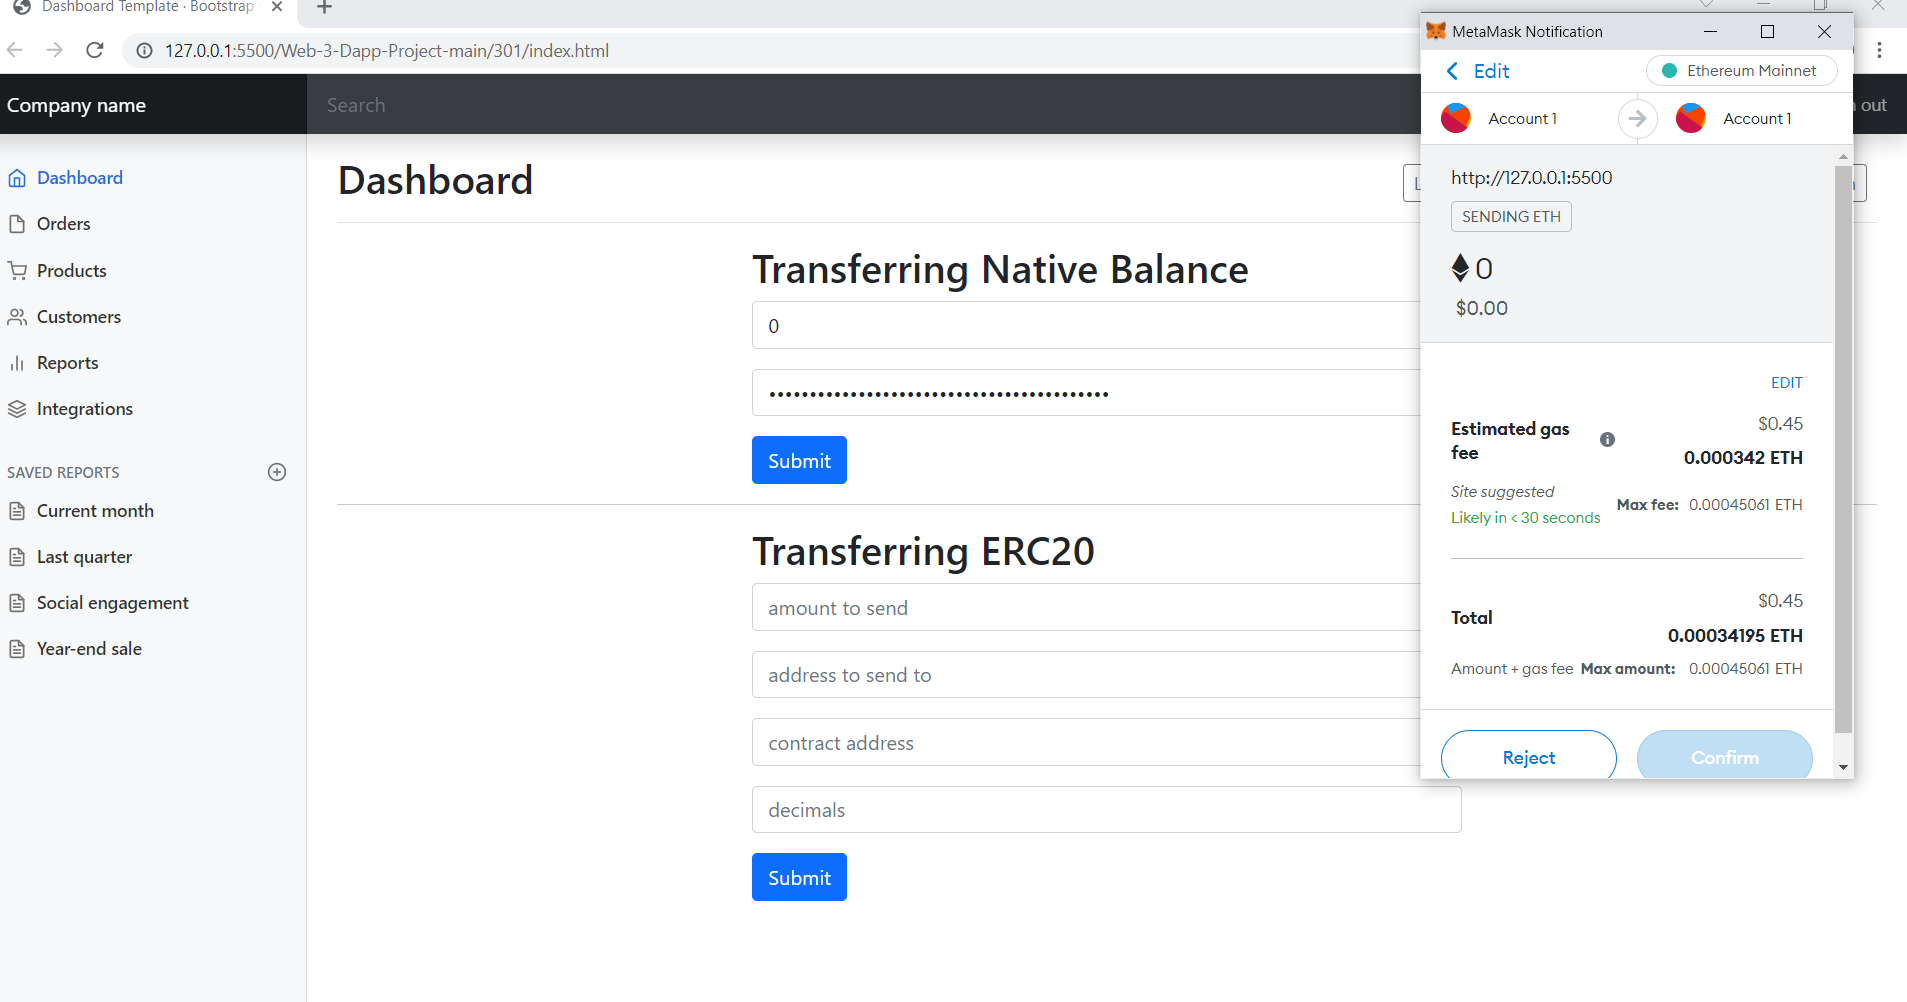 Dashboard Template · Bootstrap
127.0.0.1:5500/Web-3-Dapp-Project-main/301/index.html
Company name
Search
out
Dashboard
Orders
Products
Customers
Reports
Integrations
SAVED REPORTS
Current month
Last quarter
Social engagement
Year-end sale
Dashboard
Transferring Native Balance
0
••••••••••••••••••••••••••••••••••••••••••
Submit
Transferring ERC20
amount to send
address to send to
contract address
decimals
Submit
MetaMask Notification
Edit
Ethereum Mainnet
Account 1
Account 1
http://127.0.0.1:5500
SENDING ETH
0
$0.00
EDIT
Estimated gas fee
$0.45
0.000342 ETH
Site suggested
Likely in < 30 seconds
Max fee: 0.00045061 ETH
Total
$0.45
0.00034195 ETH
Amount + gas fee Max amount: 0.00045061 ETH
Reject
Confirm